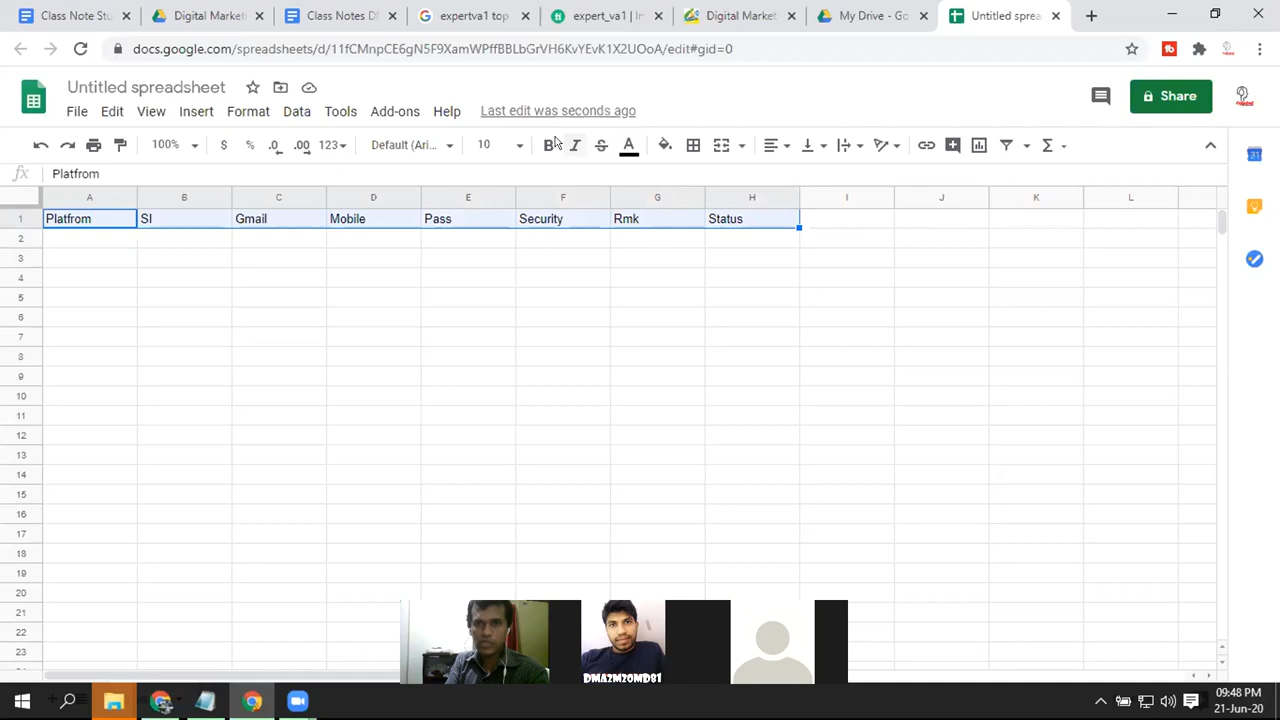 Class Note Stu
Digital Market
Class Notes D
expertva1 top
expert_va1 | In
Digital Market
My Drive - Go
Untitled sprea
docs.google.com/spreadsheets/d/11fCMnpCE6gN5F9XamWPffBBLbGrVH6KvYEvK1X2UOoA/edit#gid=0
Untitled spreadsheet
File Edit View Insert Format Data Tools Add-ons Help Last edit was seconds ago
Share
100% $ % .0 .00 123 Default (Ari... 10 B I S A
fx Platfrom
A B C D E F G H I J K L
1 Platfrom SI Gmail Mobile Pass Security Rmk Status
2
3
4
5
6
7
8
9
10
11
12
13
14
15
16
17
18
19
20
21
22
23
DMA2M20MD81
09:48 PM
21-Jun-20